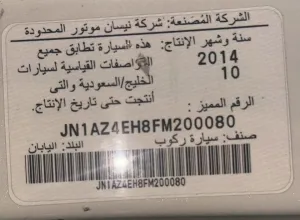 الشركة المُصنعة: شركة نيسان موتور المحدودة
سنة وشهر الإنتاج: هذه السيارة تطابق جميع
2014 المواصفات القياسية لسيارات
10 الخليج/السعودية والتى
أنتجت حتى تاريخ الإنتاج.
الرقم المميز:
JN1AZ4EH8FM200080
صنف: سيارة ركوب البلد: اليابان
JN1AZ4EH8FM200080